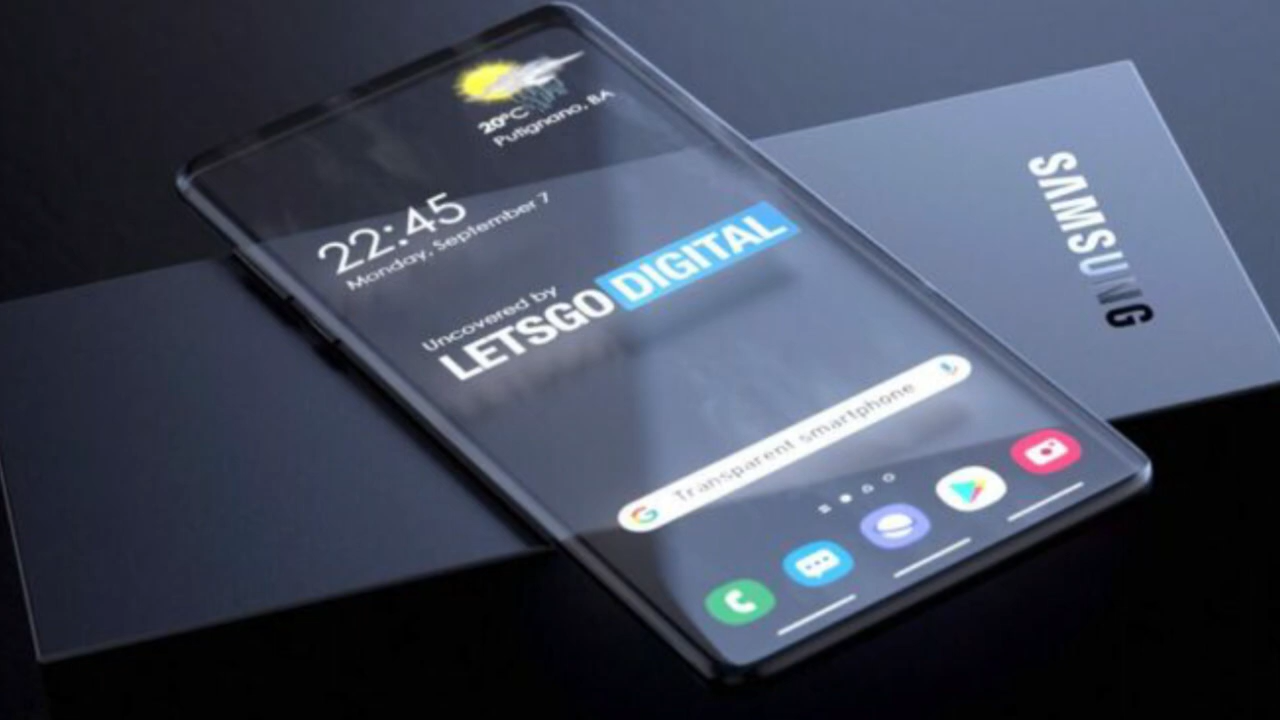 20°C
Putignano, BA
22:45
Monday, September 7
Uncovered by
LETSGO DIGITAL
Transparent smartphone
SAMSUNG